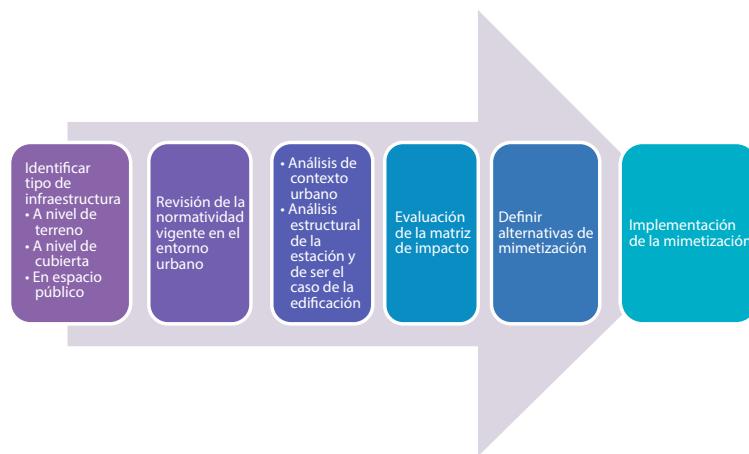 Identificar
tipo de
infraestructura
• A nivel de
terreno
• A nivel de
cubierta
• En espacio
público
Revisión de la
normatividad
vigente en el
entorno
urbano
• Análisis de
contexto
urbano
• Análisis
estructural
de la
estación y
de ser el
caso de la
edificación
Evaluación
de la matriz
de impacto
Definir
alternativas de
mimetización
Implementación
de la mimetización